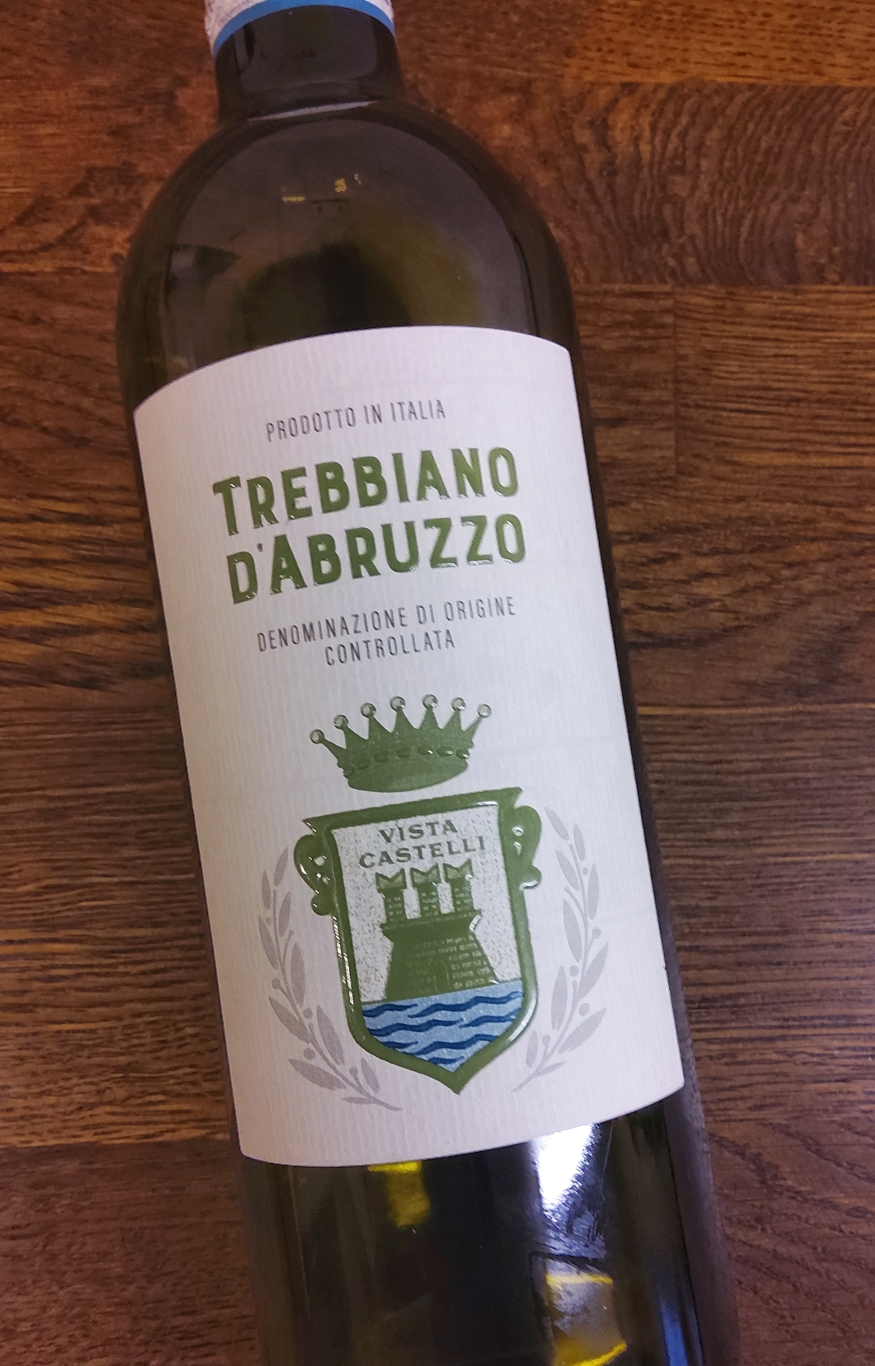 PRODOTTO IN ITALIA
TREBBIANO
D'ABRUZZO
DENOMINAZIONE DI ORIGINE
CONTROLLATA
VISTA
CASTELLI